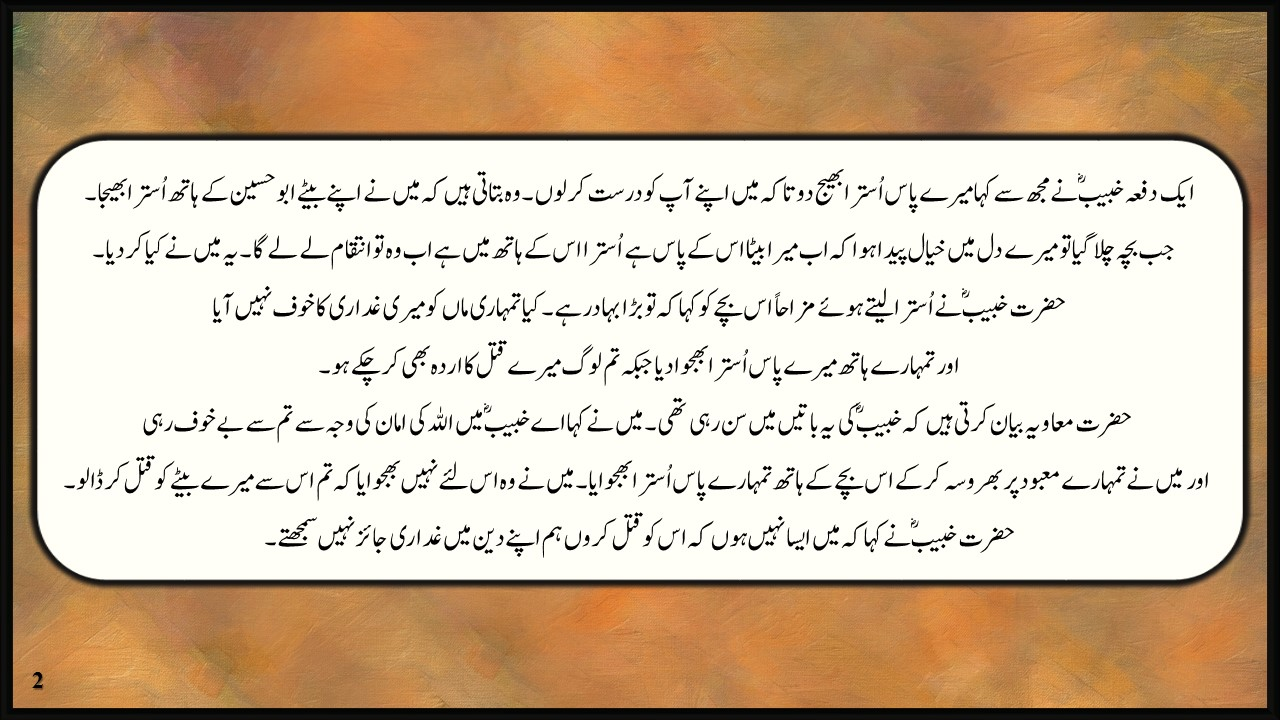 ایک دفعہ خبیبؓ نے مجھ سے کہا میرے پاس اُسترا بھیج دو تا کہ میں اپنے آپ کو درست کر لوں۔ وہ بتاتی ہیں کہ میں نے اپنے بیٹے ابو حسین کے ہاتھ اُسترا بھیجا۔
جب بچہ چلا گیا تو میرے دل میں خیال پیدا ہوا کہ اب میرا بیٹا اس کے پاس ہے اُسترا اس کے ہاتھ میں ہے اب وہ تو انتقام لے لے گا۔ یہ میں نے کیا کر دیا۔
حضرت خبیبؓ نے اُسترا لیتے ہوئے مزاحاً اس بچے کو کہا کہ تو بڑا بہادر ہے۔ کیا تمہاری ماں کو میری غداری کا خوف نہیں آیا
اور تمہارے ہاتھ میرے پاس اُسترا بھجوا دیا جبکہ تم لوگ میرے قتل کا اردہ بھی کر چکے ہو۔
حضرت معاویہ بیان کرتی ہیں کہ خبیبؓ کی یہ باتیں میں سن رہی تھی۔ میں نے کہا اے خبیبؓ میں اللہ کی امان کی وجہ سے تم سے بے خوف رہی
اور میں نے تمہارے معبود پر بھروسہ کر کے اس بچے کے ہاتھ تمہارے پاس اُسترا بھجوایا۔ میں نے وہ اس لئے نہیں بھجوایا کہ تم اس سے میرے بیٹے کو قتل کر ڈالو۔
حضرت خبیبؓ نے کہا کہ میں ایسا نہیں ہوں کہ اس کو قتل کروں ہم اپنے دین میں غداری جائز نہیں سمجھتے۔
2